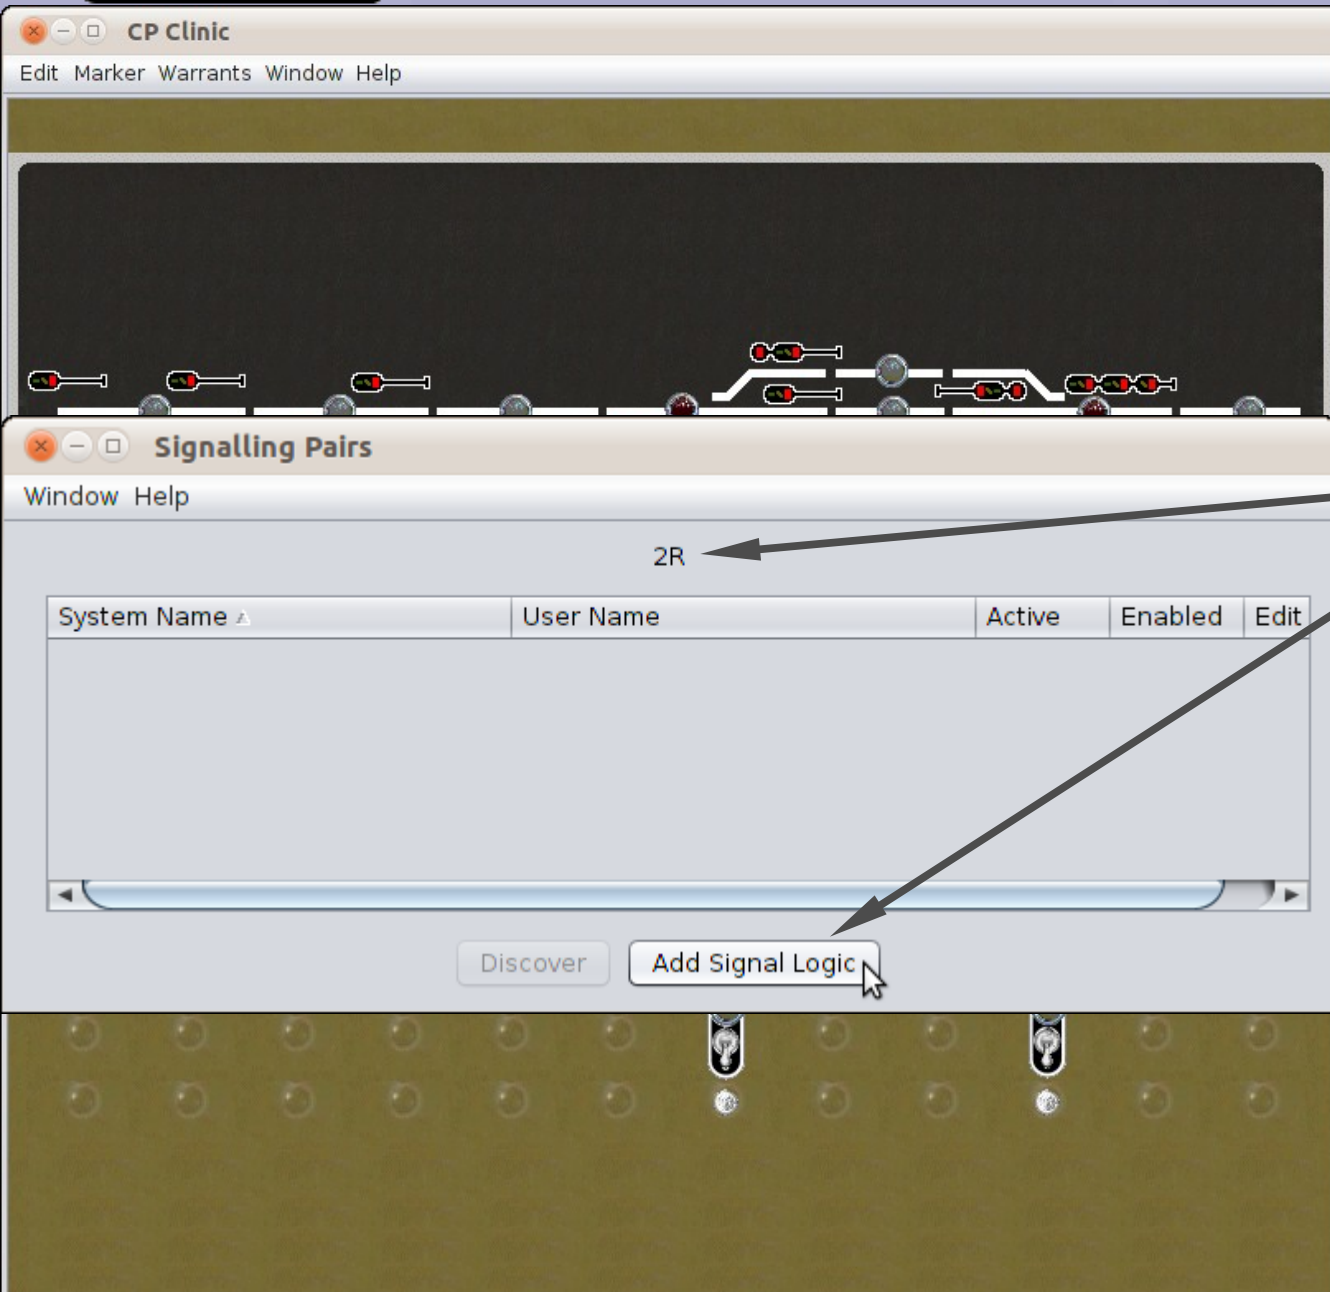 CP Clinic
Edit Marker Warrants Window Help
Signalling Pairs
Window Help
2R
System Name User Name Active Enabled Edit
Discover Add Signal Logic